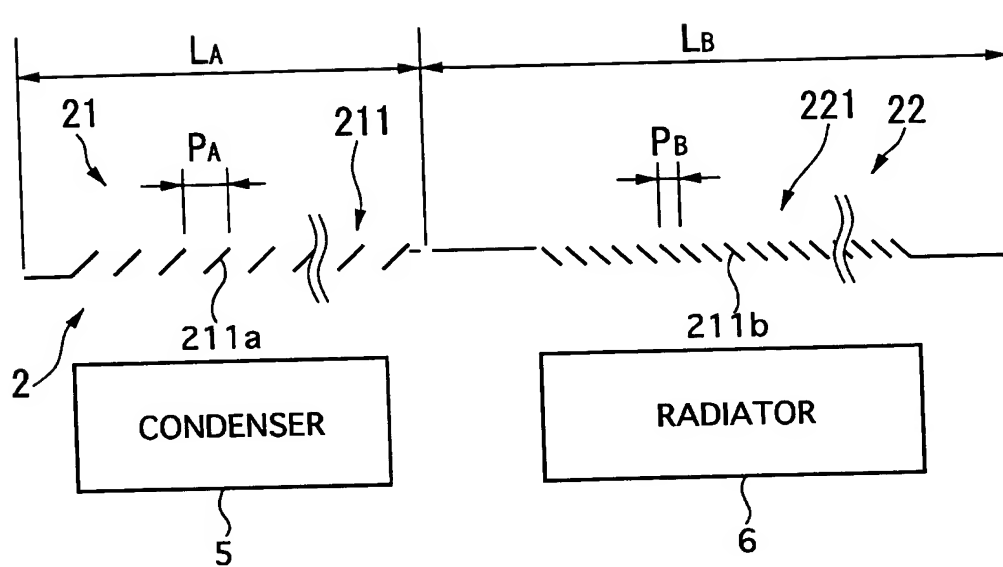 LA
LB
21
211
221
22
PA
PB
211a
211b
2
CONDENSER
RADIATOR
5
6